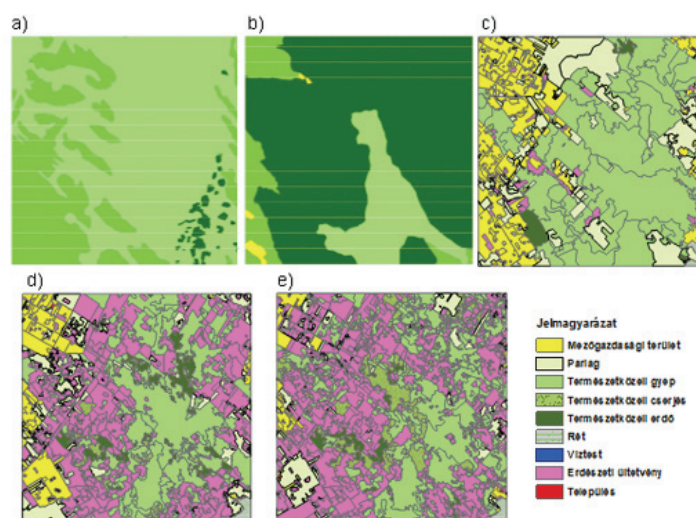 a)
b)
c)
d)
e)
Jelmagyarázat
Mezőgazdasági terület
Parlag
Természetközeli gyep
Természetközeli cserjés
Természetközeli erdő
Rét
Víztest
Erdészeti ültetvény
Település